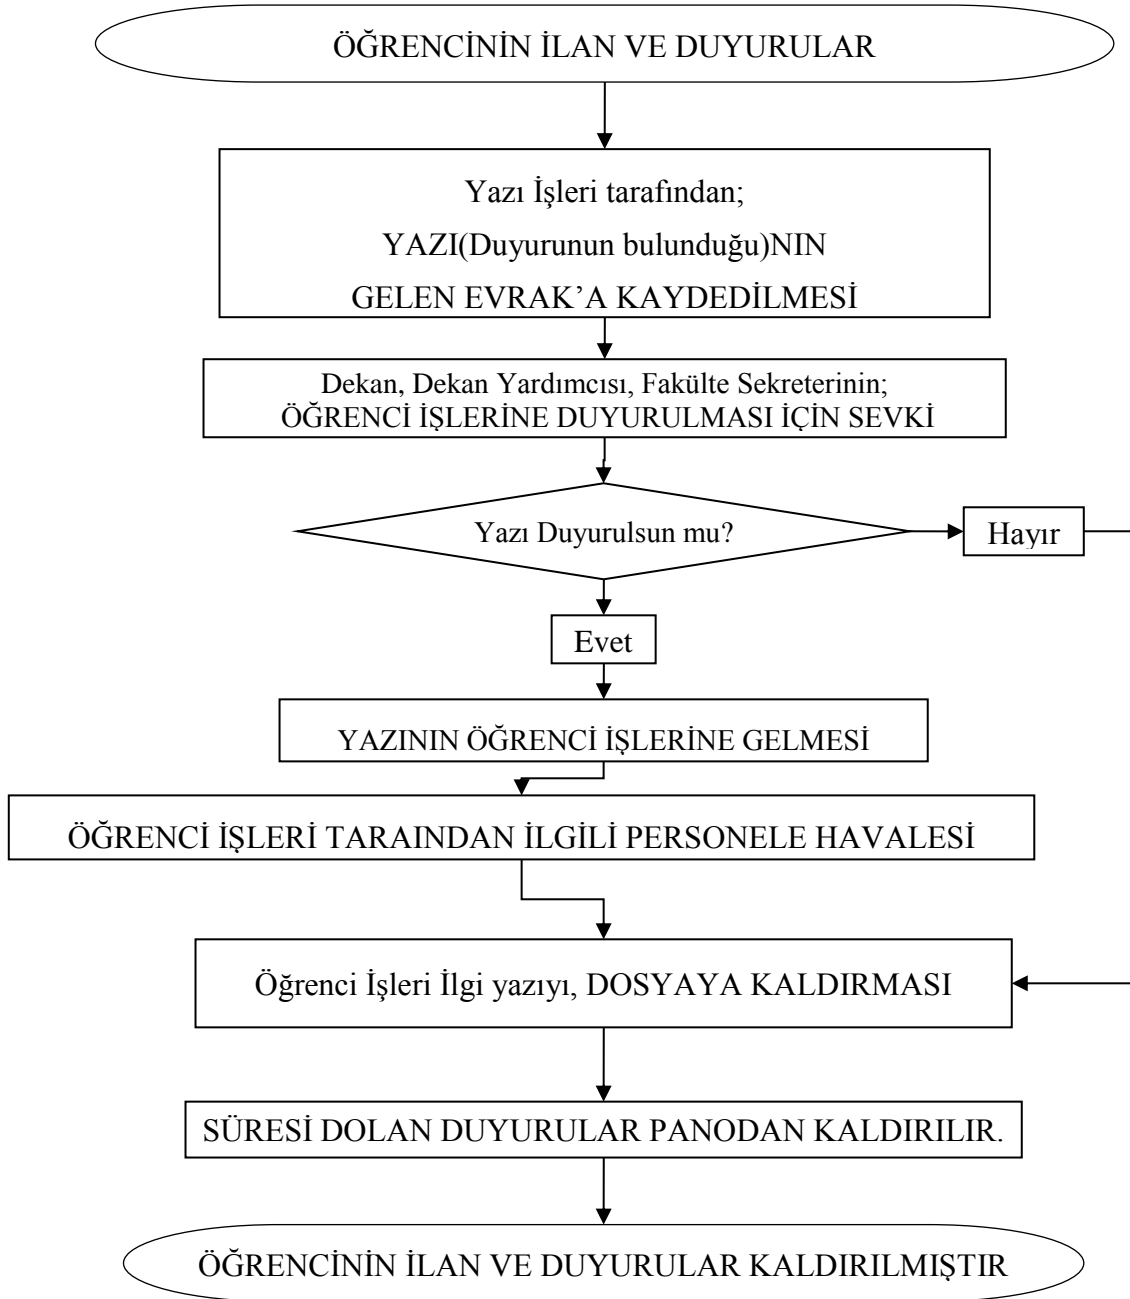 ÖĞRENCİNİN İLAN VE DUYURULAR
Yazı İşleri tarafından;
YAZI(Duyurunun bulunduğu)NIN
GELEN EVRAK’A KAYDEDİLMESİ
Dekan, Dekan Yardımcısı, Fakülte Sekreterinin;
ÖĞRENCİ İŞLERİNE DUYURULMASI İÇİN SEVKİ
Yazı Duyurulsun mu?
Hayır
Evet
YAZININ ÖĞRENCİ İŞLERİNE GELMESİ
ÖĞRENCİ İŞLERİ TARAINDAN İLGİLİ PERSONELE HAVALESİ
Öğrenci İşleri İlgi yazıyı, DOSYAYA KALDIRMASI
SÜRESİ DOLAN DUYURULAR PANODAN KALDIRILIR.
ÖĞRENCİNİN İLAN VE DUYURULAR KALDIRILMIŞTIR